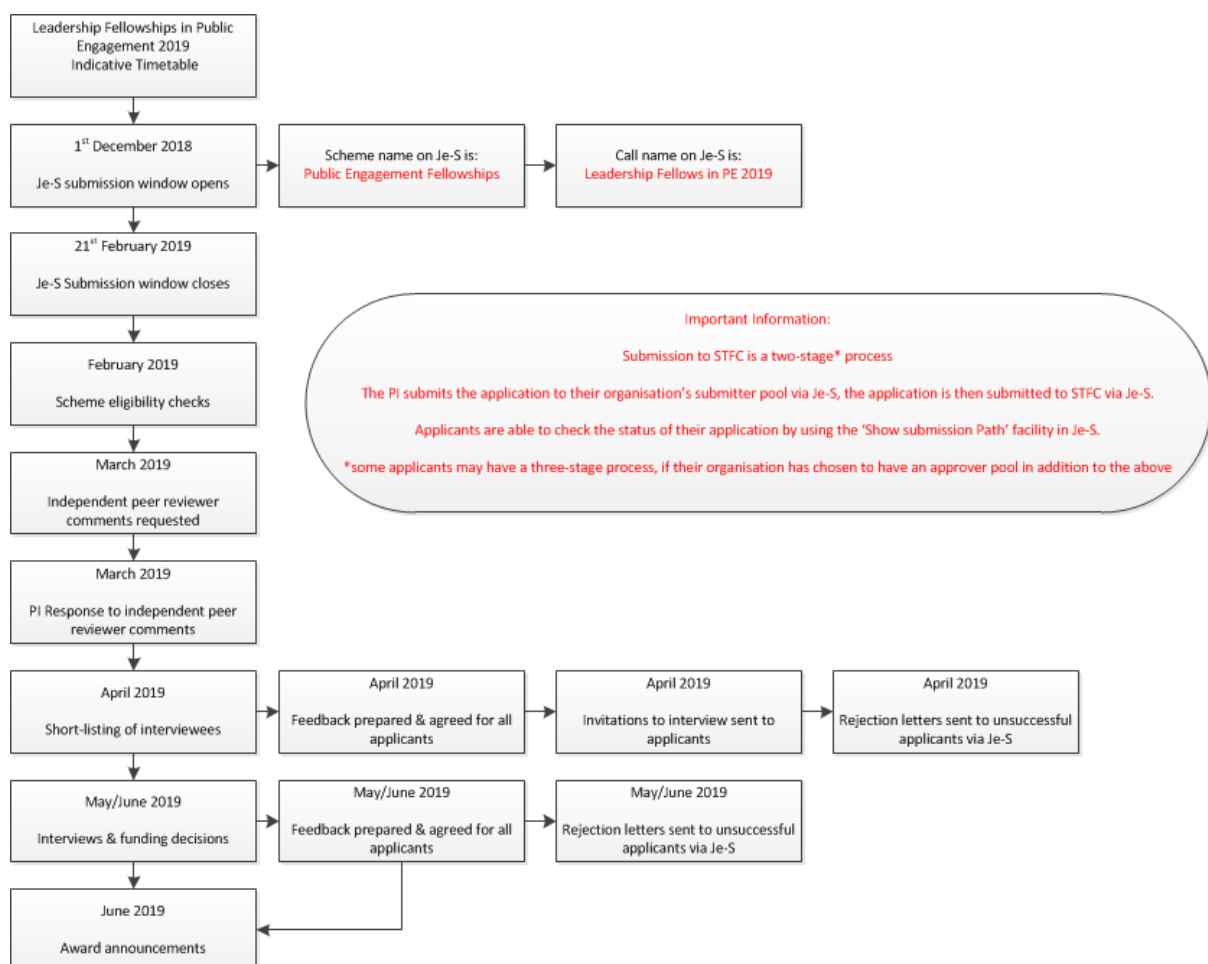 Leadership Fellowships in Public
Engagement 2019
Indicative Timetable
1st December 2018
Je-S submission window opens
Scheme name on Je-S is:
Public Engagement Fellowships
Call name on Je-S is:
Leadership Fellows in PE 2019
21st February 2019
Je-S Submission window closes
Important Information:
Submission to STFC is a two-stage* process
The PI submits the application to their organisation's submitter pool via Je-S, the application is then submitted to STFC via Je-S.
Applicants are able to check the status of their application by using the 'Show submission Path' facility in Je-S.
*some applicants may have a three-stage process, if their organisation has chosen to have an approver pool in addition to the above
February 2019
Scheme eligibility checks
March 2019
Independent peer reviewer
comments requested
March 2019
PI Response to independent peer
reviewer comments
April 2019
Short-listing of interviewees
April 2019
Feedback prepared & agreed for all
applicants
April 2019
Invitations to interview sent to
applicants
April 2019
Rejection letters sent to unsuccessful
applicants via Je-S
May/June 2019
Interviews & funding decisions
May/June 2019
Feedback prepared & agreed for all
applicants
May/June 2019
Rejection letters sent to unsuccessful
applicants via Je-S
June 2019
Award announcements